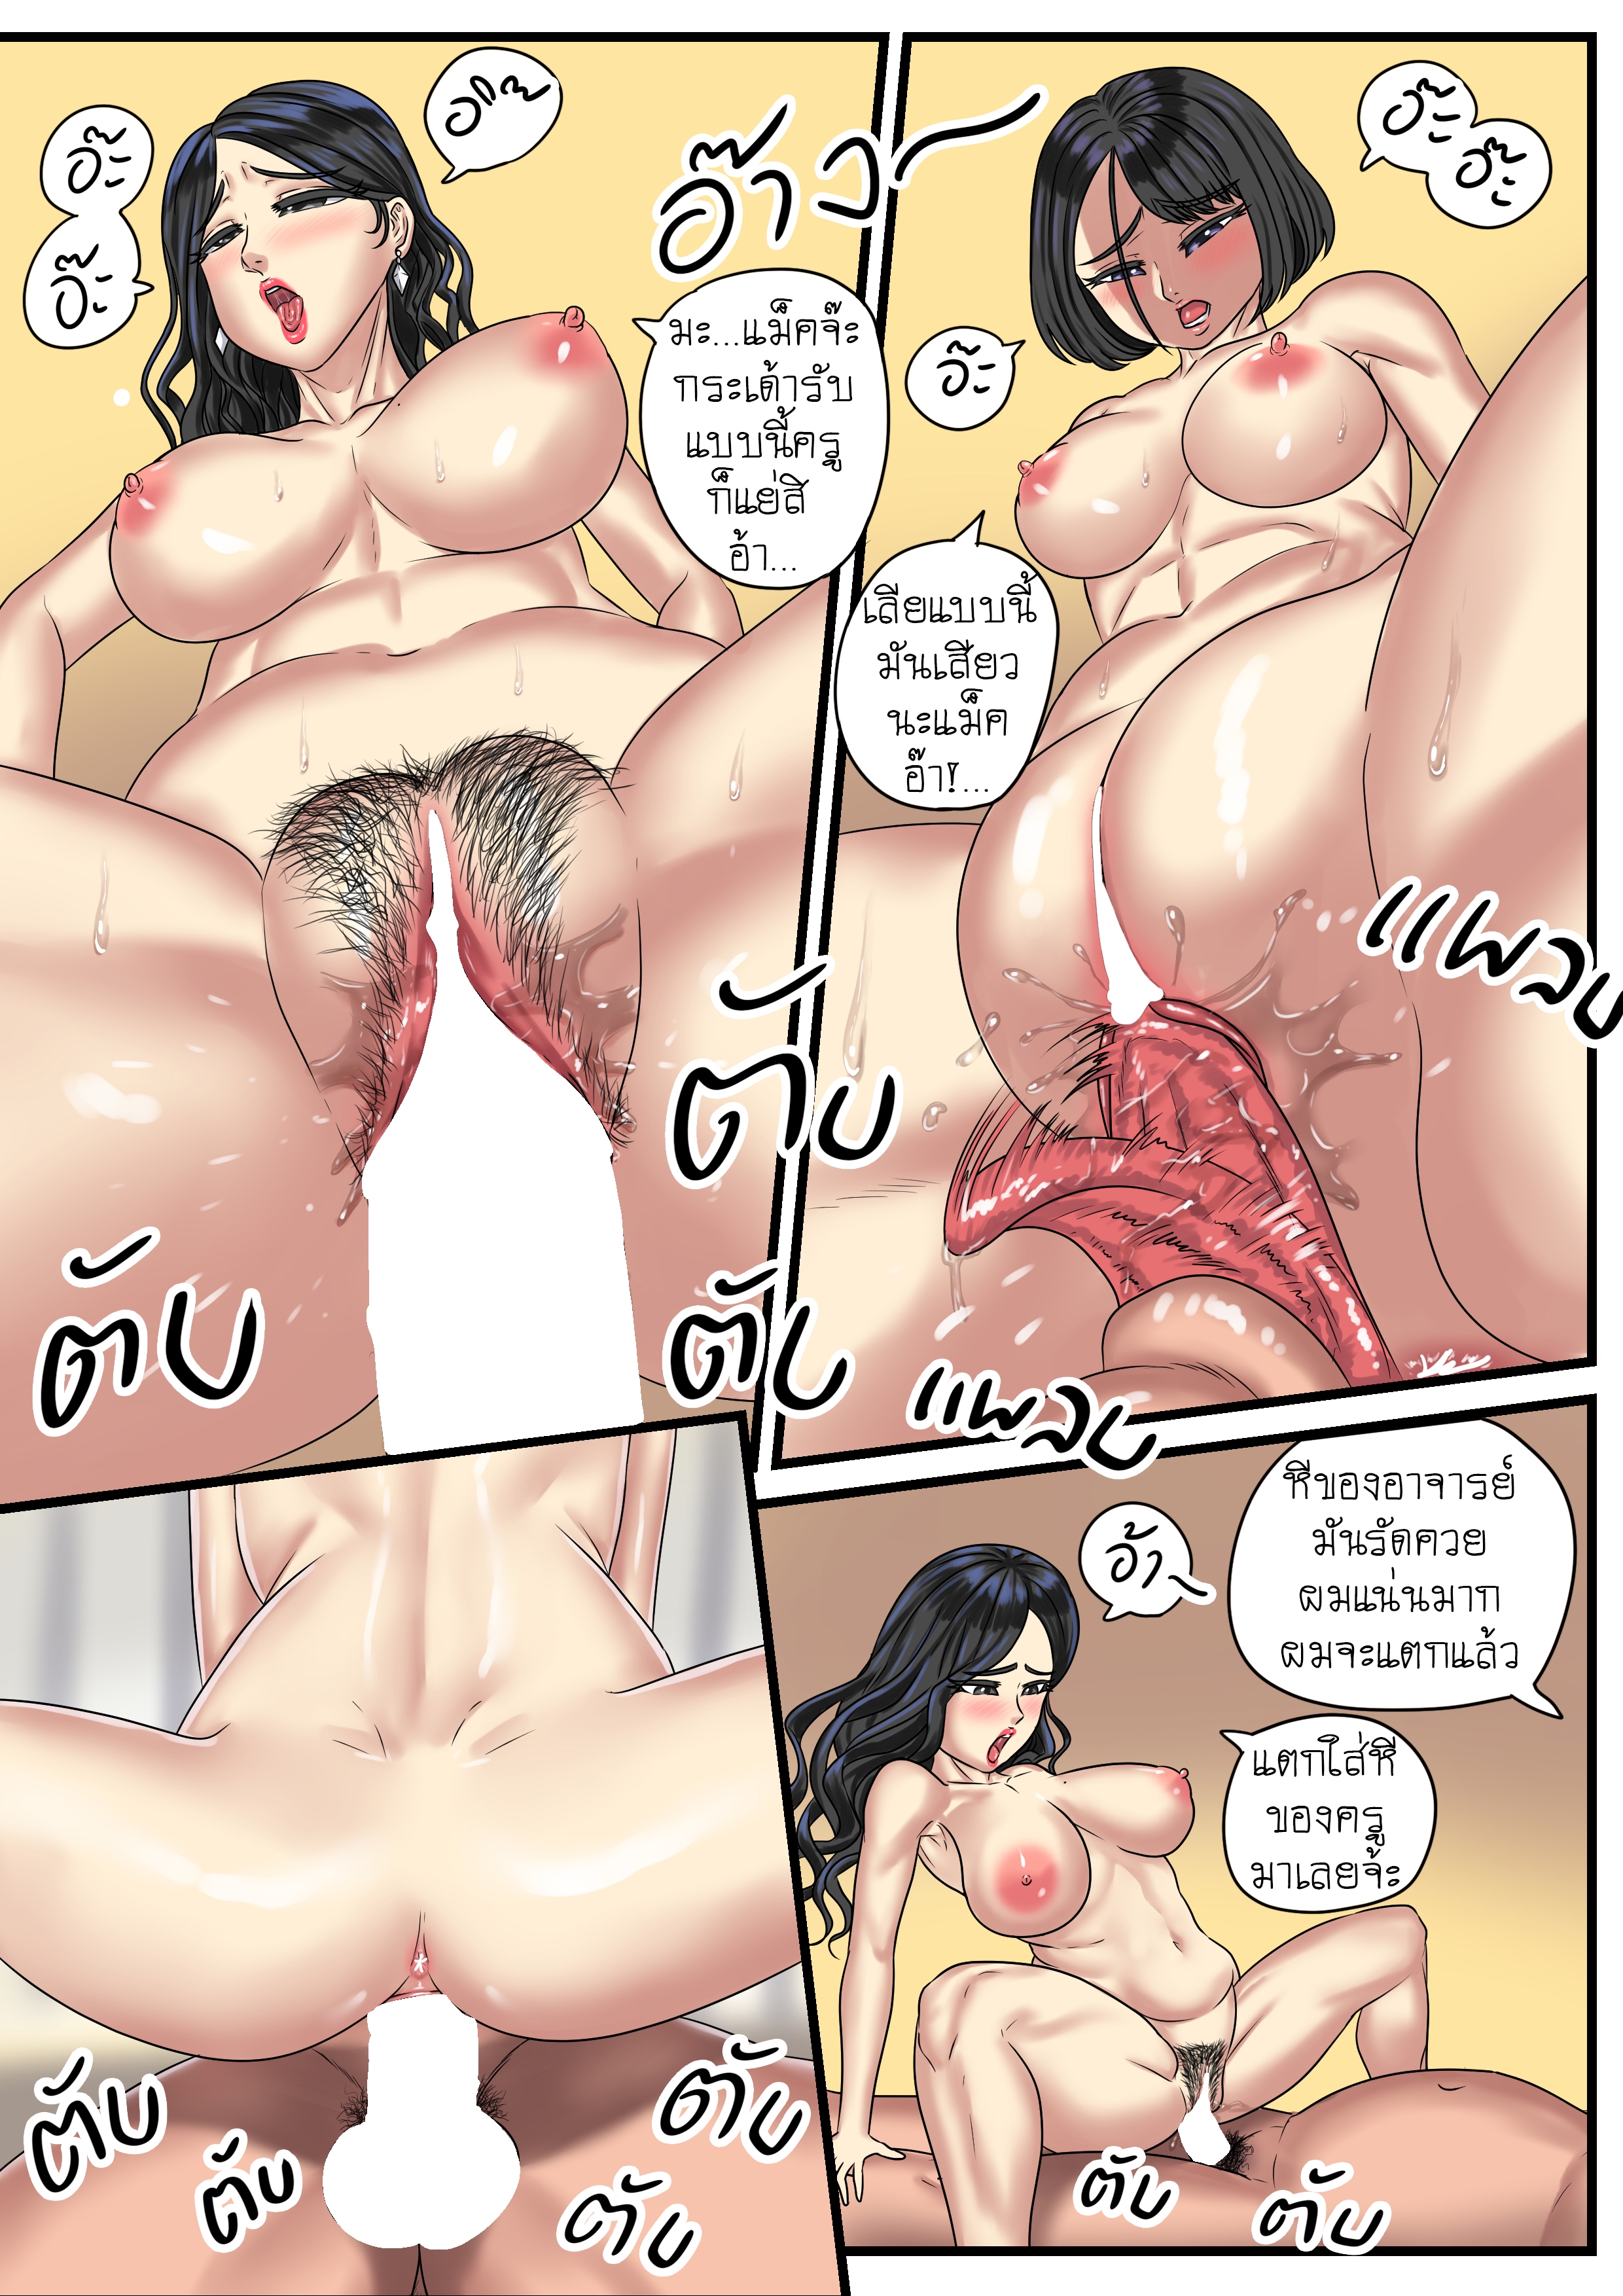 อ๊ะ
อ๊ะ
อ๊าง~
มะ...แม็คจ๊ะ
กระเด้ารับ
แบบนี้ครู
ก็แย่สิ
อ้า...
ตับ
ตับ
ตับ
อ๊ะ
อ๊ะ
อ๊ะ
เลียแบบนี้
มันเสียว
นะแม็ค
อ๊า!...
แพลบ
แพลบ
ตับ
ตับ
ตับ
ตับ
อ้า~
หีของอาจารย์
มันรัดควย
ผมแน่นมาก
ผมจะแตกแล้ว
แตกใส่หี
ของครู
มาเลยจ้ะ
ตับ
ตับ